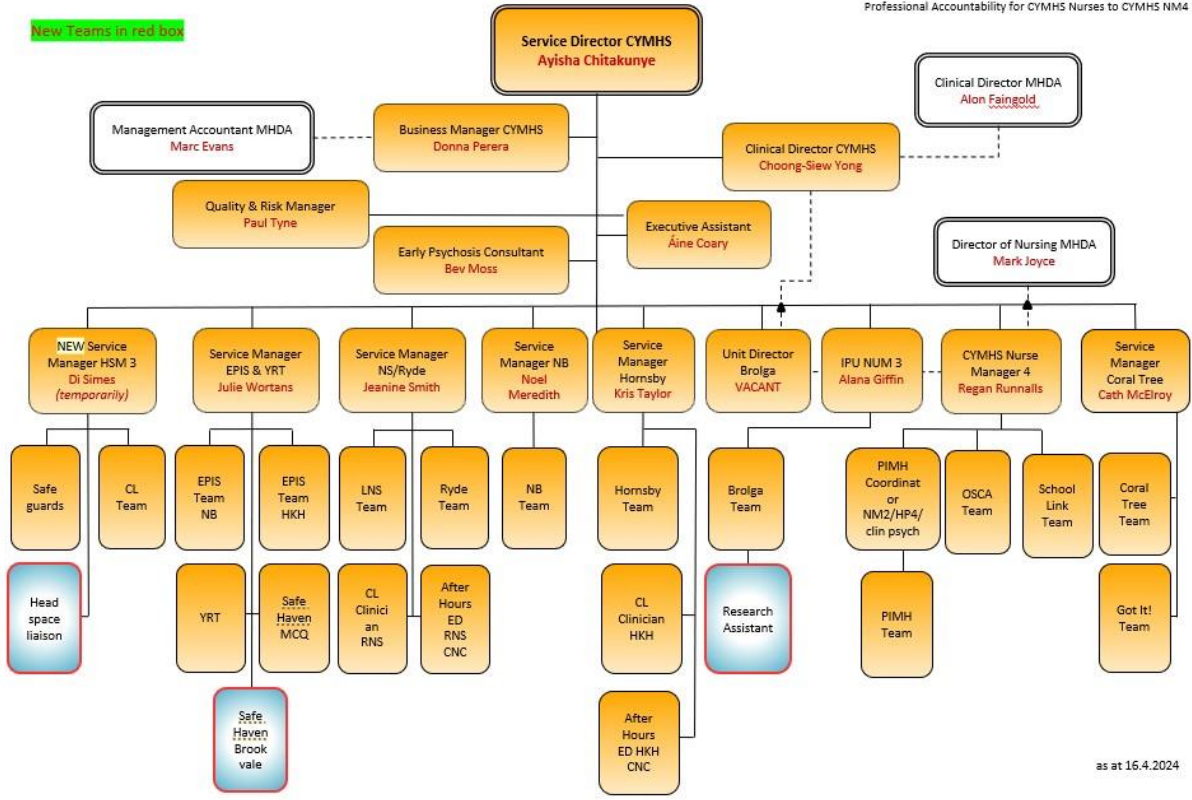 Professional Accountability for CYMHS Nurses to CYMHS NM4
New Teams in red box
Service Director CYMHS
Ayisha Chitakunye
Clinical Director MHDA
Alon Faingold
Management Accountant MHDA
Marc Evans
Business Manager CYMHS
Donna Perera
Clinical Director CYMHS
Choong-Siew Yong
Quality & Risk Manager
Paul Tyne
Executive Assistant
Áine Coary
Early Psychosis Consultant
Bev Moss
Director of Nursing MHDA
Mark Joyce
NEW Service
Manager HSM 3
Di Simes
(temporarily)
Service Manager
EPIS & YRT
Julie Wortans
Service Manager
NS/Ryde
Jeanine Smith
Service
Manager NB
Noel
Meredith
Service
Manager
Hornsby
Kris Taylor
Unit Director
Brolga
VACANT
IPU NUM 3
Alana Giffin
CYMHS Nurse
Manager 4
Regan Runnalls
Service
Manager
Coral Tree
Cath McElroy
Safe
guards
CL
Team
EPIS
Team
NB
EPIS
Team
HKH
LNS
Team
Ryde
Team
NB
Team
Hornsby
Team
Brolga
Team
PIMH
Coordinat
or
NM2/HP4/
clin psych
OSCA
Team
School
Link
Team
Coral
Tree
Team
Head
space
liaison
YRT
Safe
Haven
MCQ
CL
Clinici
an
RNS
After
Hours
ED
RNS
CNC
CL
Clinician
HKH
Research
Assistant
PIMH
Team
Got It!
Team
Safe
Haven
Brook
vale
After
Hours
ED HKH
CNC
as at 16.4.2024